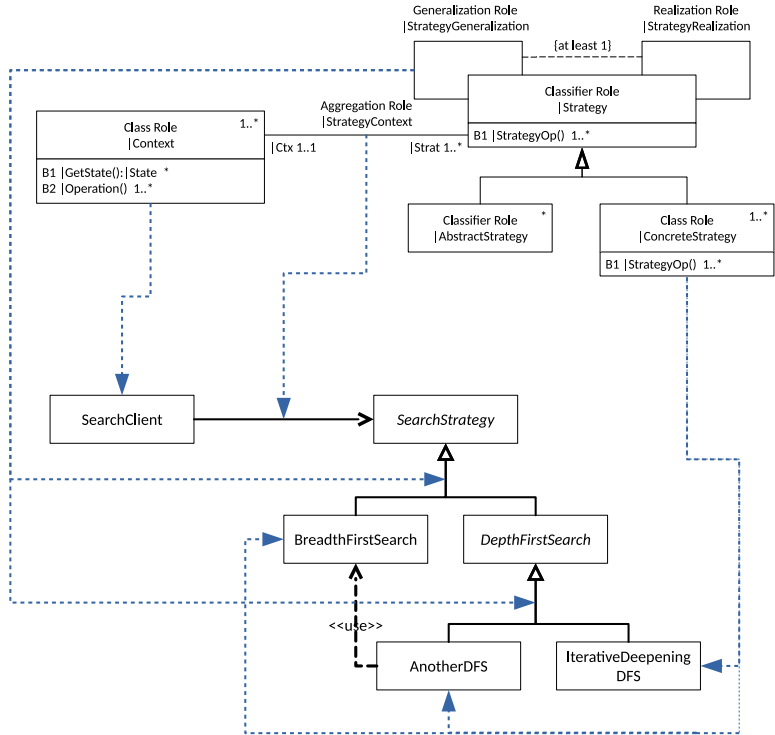 Generalization Role
|StrategyGeneralization
Realization Role
|StrategyRealization
{at least 1}
Classifier Role
|Strategy
B1 |StrategyOp() 1..*
Aggregation Role
|StrategyContext
|Ctx 1..1
|Strat 1..*
Class Role
1..*
|Context
B1 |GetState():|State *
B2 |Operation() 1..*
Classifier Role
*
|AbstractStrategy
Class Role
1..*
|ConcreteStrategy
B1 |StrategyOp() 1..*
SearchClient
SearchStrategy
BreadthFirstSearch
DepthFirstSearch
<<use>>
AnotherDFS
IterativeDeepening
DFS